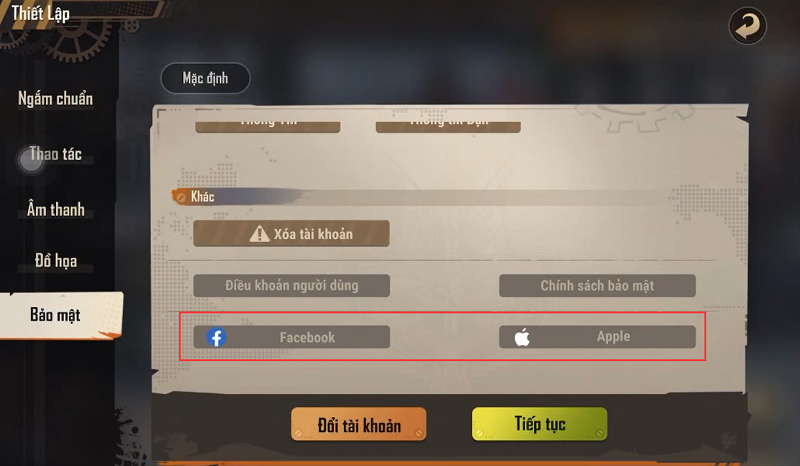 Thiết Lập
Ngắm chuẩn
Thao tác
Âm thanh
Đồ họa
Bảo mật
Mặc định
Khác
Xóa tài khoản
Điều khoản người dùng
Chính sách bảo mật
Facebook
Apple
Đổi tài khoản
Tiếp tục